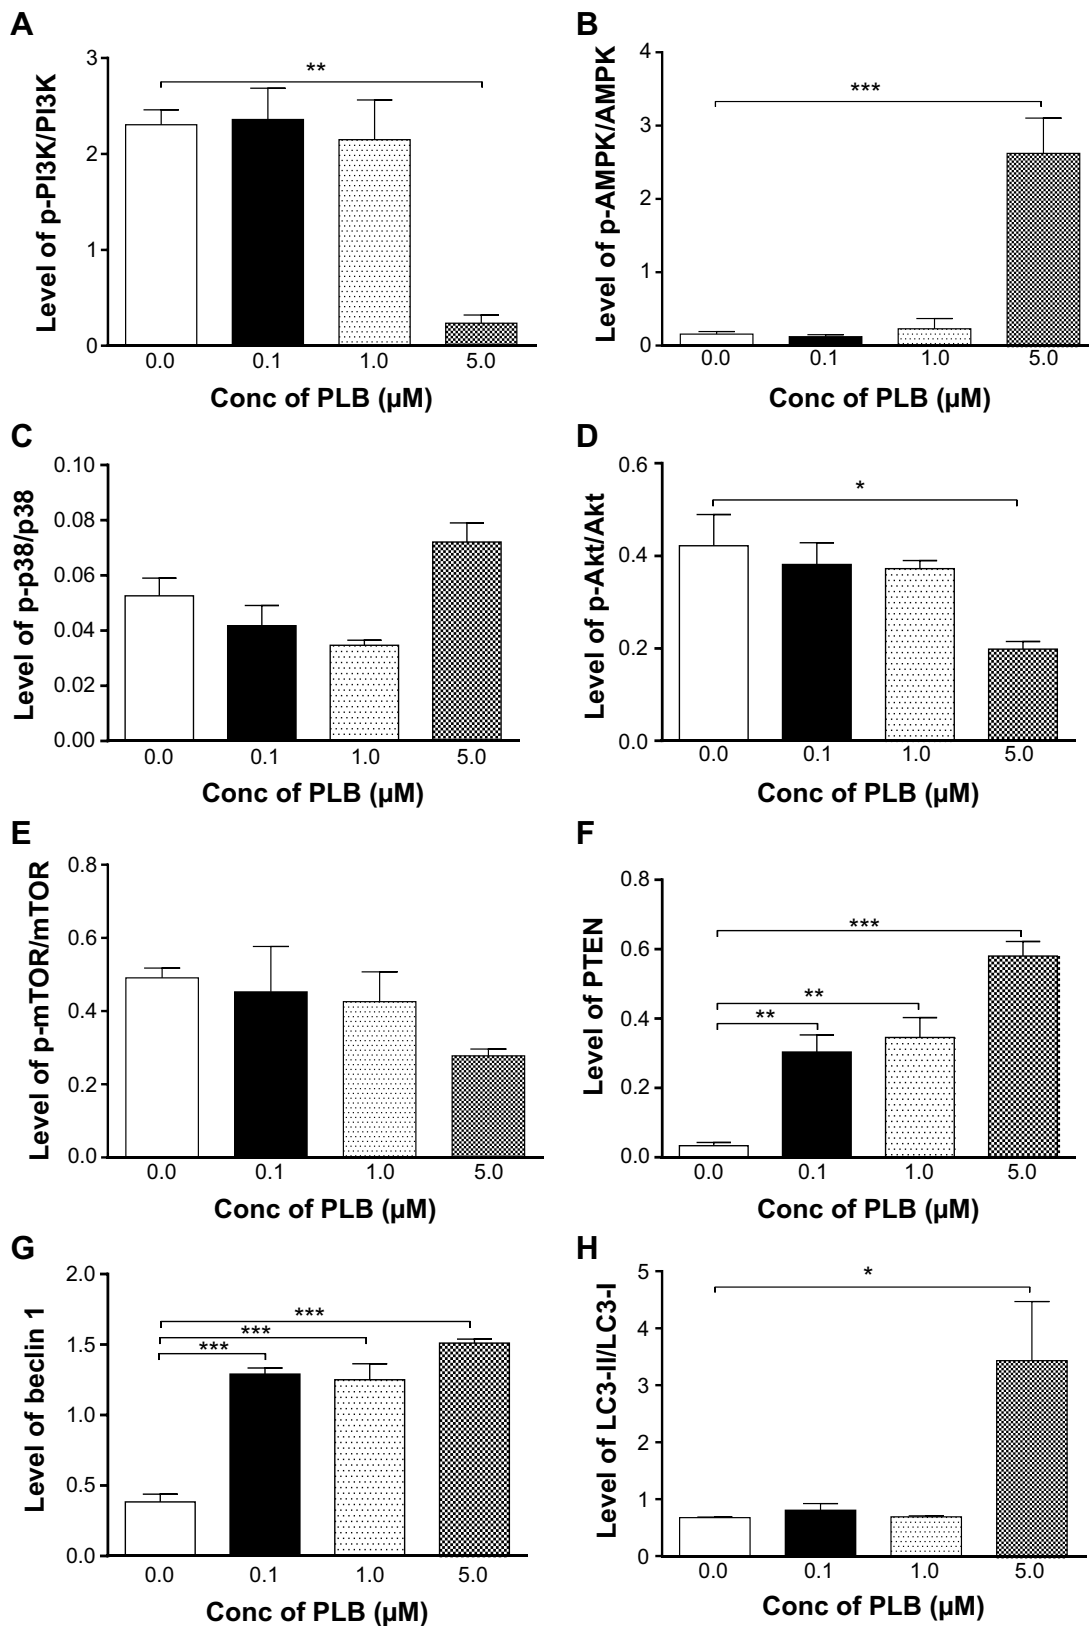 A
Level of p-PI3K/PI3K
3
2
1
0
**
0.0 0.1 1.0 5.0
Conc of PLB (µM)
B
Level of p-AMPK/AMPK
4
3
2
1
0
***
0.0 0.1 1.0 5.0
Conc of PLB (µM)
C
Level of p-p38/p38
0.10
0.08
0.06
0.04
0.02
0.00
0.0 0.1 1.0 5.0
Conc of PLB (µM)
D
Level of p-Akt/Akt
0.6
0.4
0.2
0.0
*
0.0 0.1 1.0 5.0
Conc of PLB (µM)
E
Level of p-mTOR/mTOR
0.8
0.6
0.4
0.2
0.0
0.0 0.1 1.0 5.0
Conc of PLB (µM)
F
Level of PTEN
0.8
0.6
0.4
0.2
0.0
***
**
**
0.0 0.1 1.0 5.0
Conc of PLB (µM)
G
Level of beclin 1
2.0
1.5
1.0
0.5
0.0
***
***
***
0.0 0.1 1.0 5.0
Conc of PLB (µM)
H
Level of LC3-II/LC3-I
5
4
3
2
1
0
*
0.0 0.1 1.0 5.0
Conc of PLB (µM)